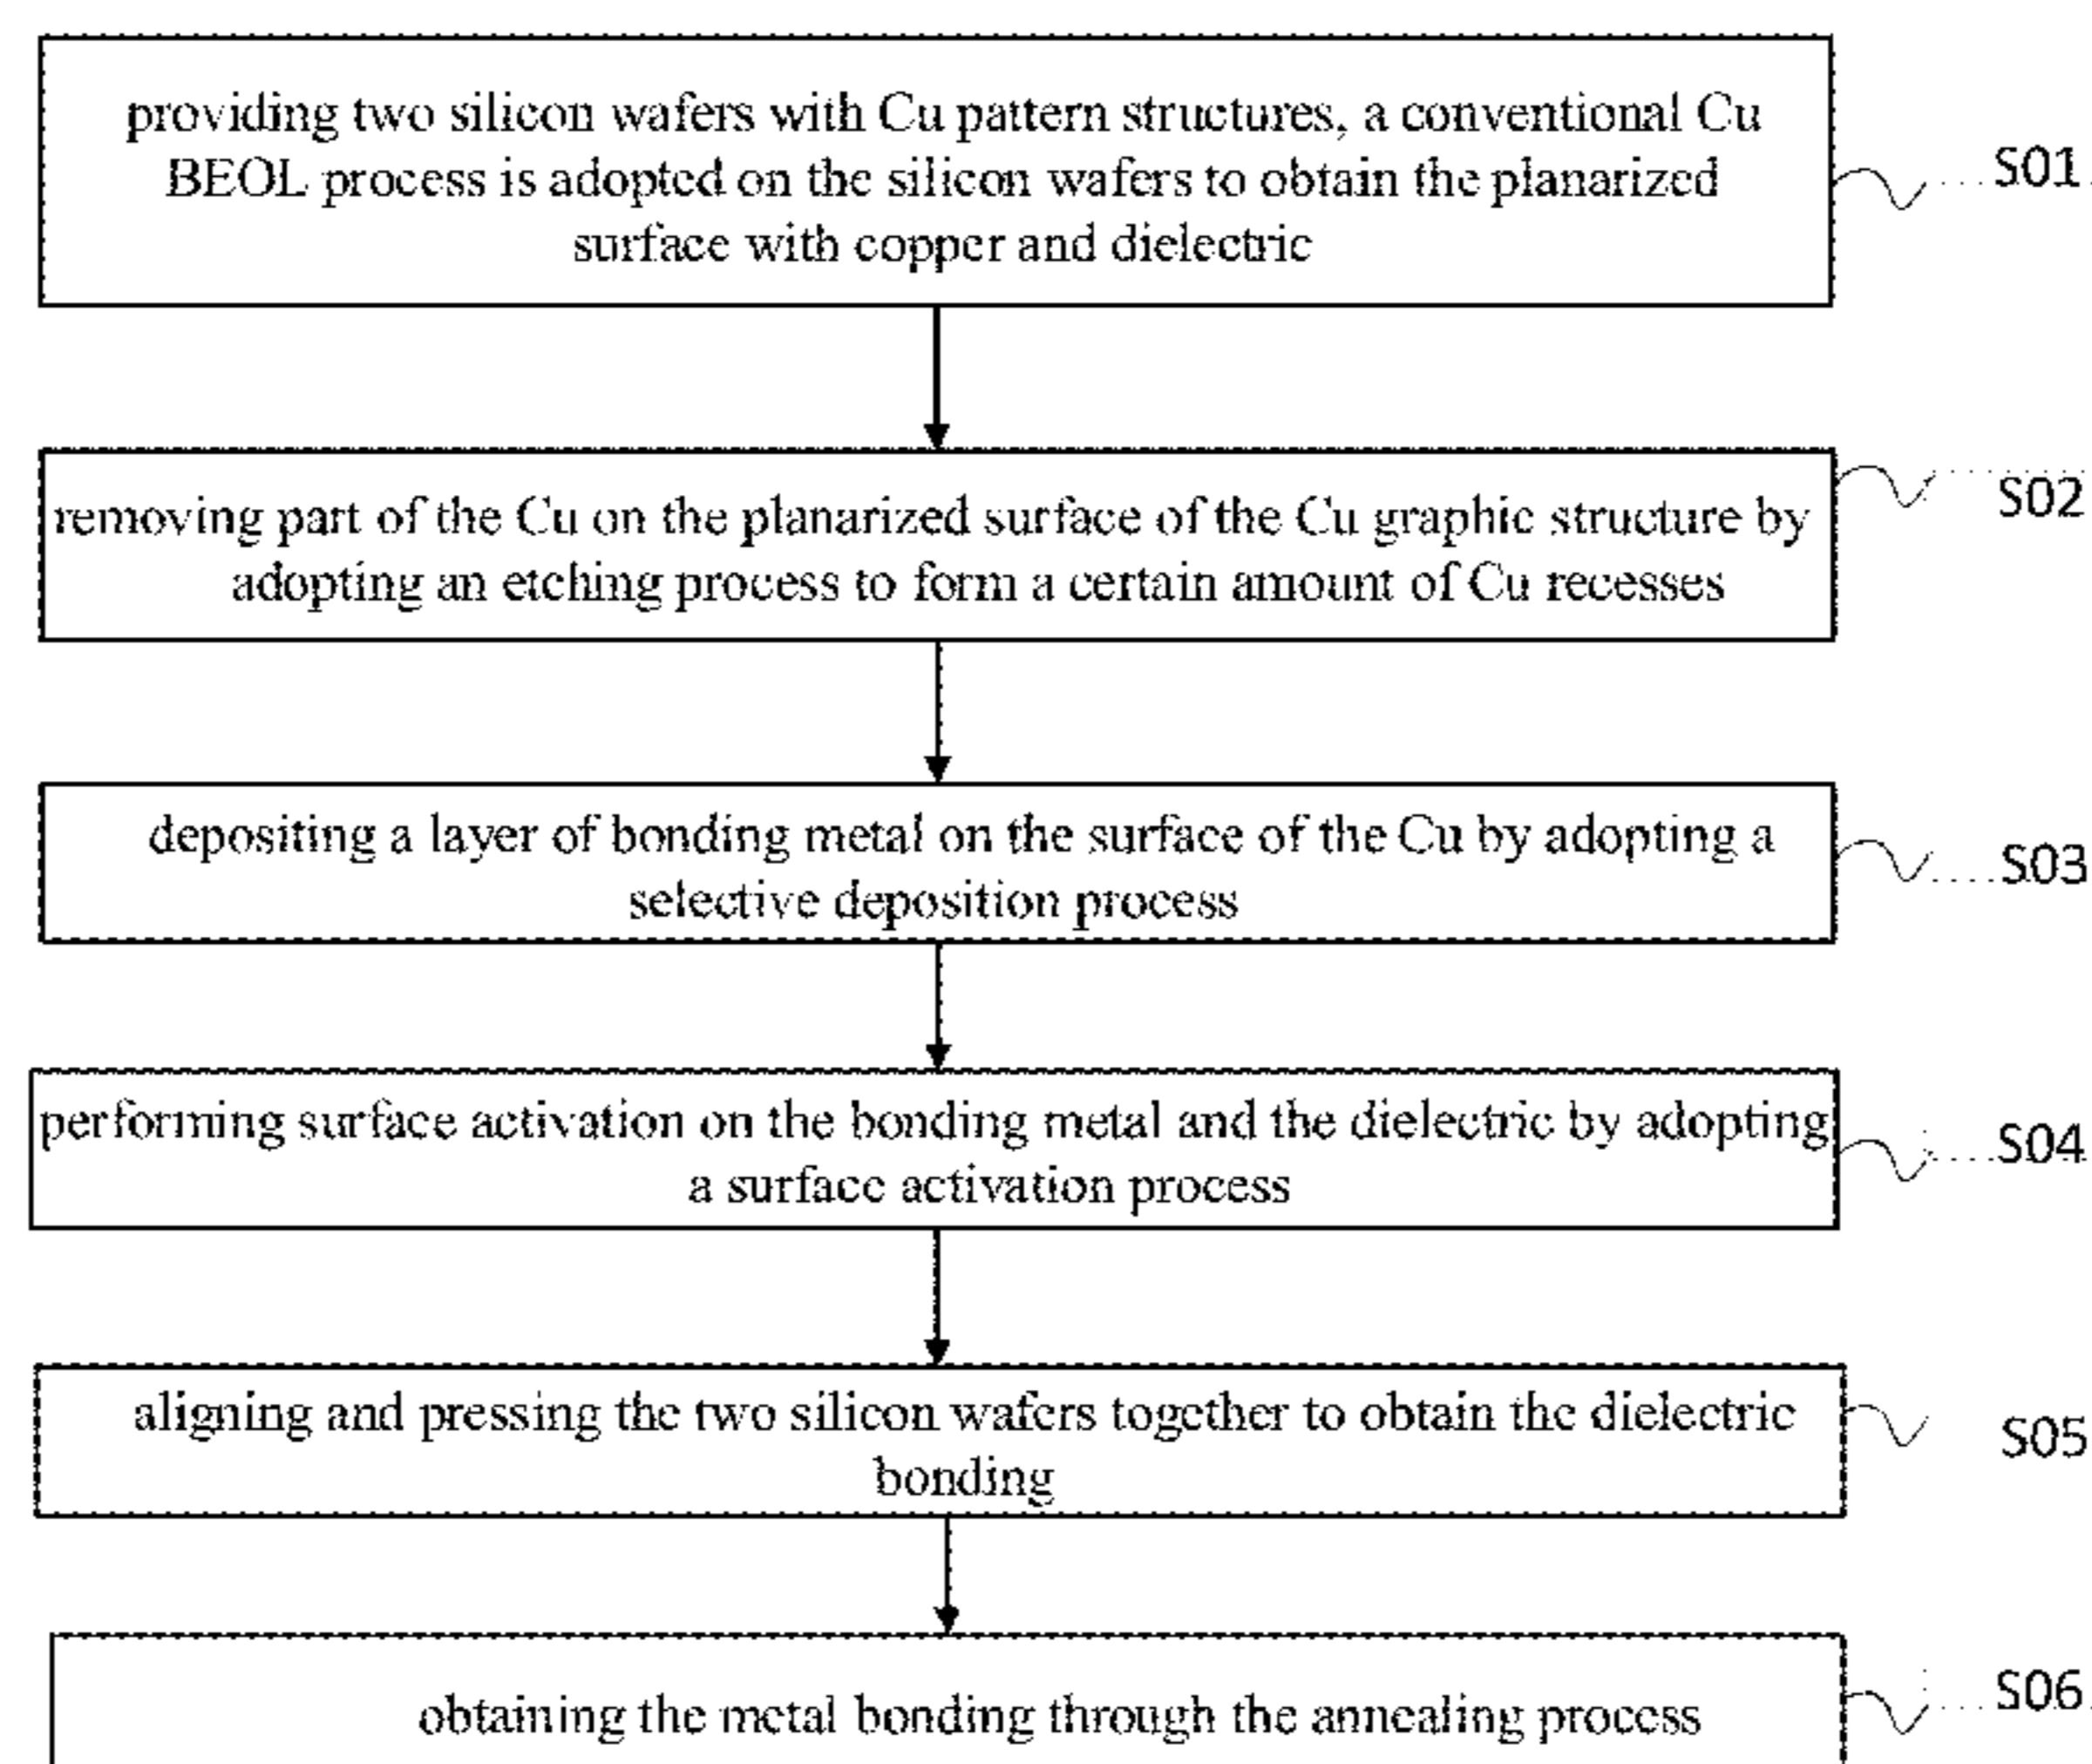 providing two silicon wafers with Cu pattern structures, a conventional Cu
BEOL process is adopted on the silicon wafers to obtain the planarized
surface with copper and dielectric
S01
removing part of the Cu on the planarized surface of the Cu graphic structure by
adopting an etching process to form a certain amount of Cu recesses
S02
depositing a layer of bonding metal on the surface of the Cu by adopting a
selective deposition process
S03
performing surface activation on the bonding metal and the dielectric by adopting
a surface activation process
S04
aligning and pressing the two silicon wafers together to obtain the dielectric
bonding
S05
obtaining the metal bonding through the annealing process
S06